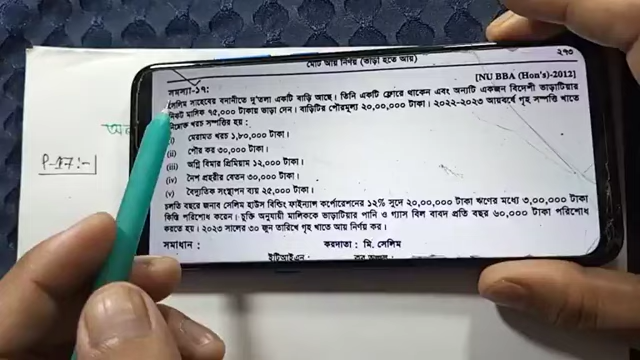 মোট আয় নির্ণয় (বাড়ী হতে আয়) ২৭৩
[NU BBA (Hon's)-2012]
সমস্যা-১৭:
সেলিম সাহেবের বনানীতে দু'তলা একটি বাড়ি আছে। তিনি একটি ফ্লোরে থাকেন এবং অন্যটি একজন বিদেশী ভাড়াটিয়ার
নিকট মাসিক ৭৫,০০০ টাকায় ভাড়া দেন। বাড়িটির পৌরমূল্য ২০,০০,০০০ টাকা। ২০২২-২০২৩ আয়বর্ষে গৃহ সম্পত্তি খাতে
নিম্নোক্ত খরচ সম্পত্তির হয় :
(i) মেরামত খরচ ১,৮০,০০০ টাকা।
(ii) পৌর কর ৩০,০০০ টাকা।
(iii) অগ্নি বিমার প্রিমিয়াম ১২,০০০ টাকা।
(iv) নৈশ প্রহরীর বেতন ৩০,০০০ টাকা।
(v) বৈদ্যুতিক সংস্থাপন ব্যয় ২৫,০০০ টাকা।
চলতি বছরে জনাব সেলিম হাউস বিল্ডিং ফাইন্যান্স কর্পোরেশনের ১২% সুদে ২০,০০,০০০ টাকা ঋণের মধ্যে ৩,০০,০০০ টাকা
কিস্তি পরিশোধ করেন। চুক্তি অনুযায়ী মালিককে ভাড়াটিয়ার পানি ও গ্যাস বিল বাবদ প্রতি বছর ৬০,০০০ টাকা পরিশোধ
করতে হয়। ২০২৩ সালের ৩০ জুন তারিখে গৃহ খাতে আয় নির্ণয় কর।
সমাধান : করদাতা : মি. সেলিম
P-17:-